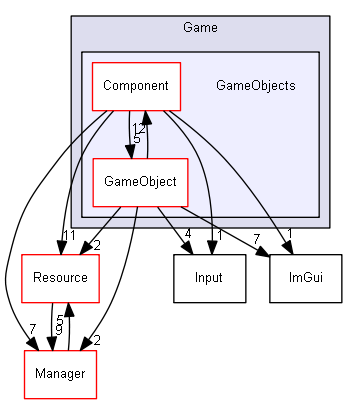 Game
Component
GameObjects
12
5
GameObject
11
2
4
1
7
1
Resource
Input
ImGui
5
7
9
2
Manager